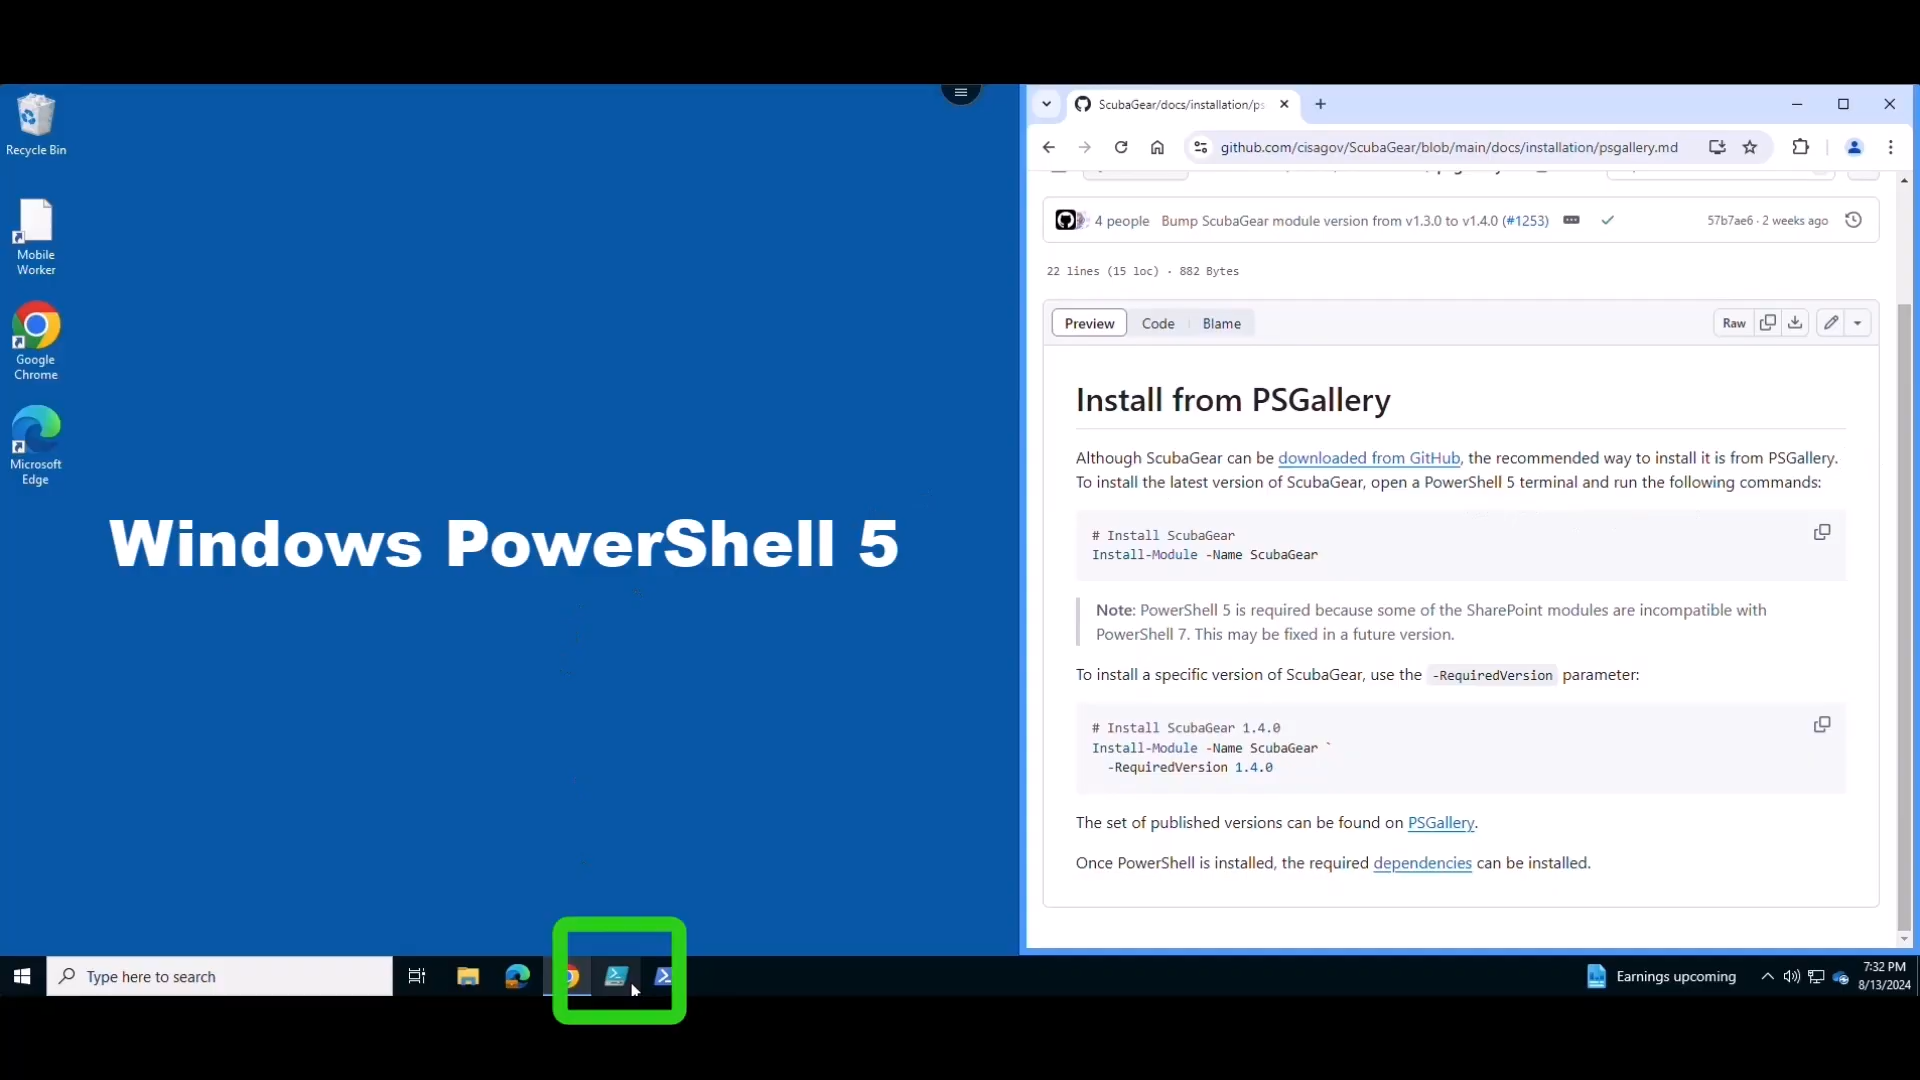 Recycle Bin
Mobile
Worker
Google
Chrome
Microsoft
Edge
Windows PowerShell 5
ScubaGear/docs/installation/ps
github.com/cisagov/ScubaGear/blob/main/docs/installation/psgallery.md
4 people Bump ScubaGear module version from v1.3.0 to v1.4.0 (#1253) 57b7ae6 · 2 weeks ago
22 lines (15 loc) · 882 Bytes
Preview Code Blame Raw
Install from PSGallery
Although ScubaGear can be downloaded from GitHub, the recommended way to install it is from PSGallery.
To install the latest version of ScubaGear, open a PowerShell 5 terminal and run the following commands:
# Install ScubaGear
Install-Module -Name ScubaGear
Note: PowerShell 5 is required because some of the SharePoint modules are incompatible with
PowerShell 7. This may be fixed in a future version.
To install a specific version of ScubaGear, use the -RequiredVersion parameter:
# Install ScubaGear 1.4.0
Install-Module -Name ScubaGear `
-RequiredVersion 1.4.0
The set of published versions can be found on PSGallery.
Once PowerShell is installed, the required dependencies can be installed.
Type here to search
Earnings upcoming
7:32 PM
8/13/2024